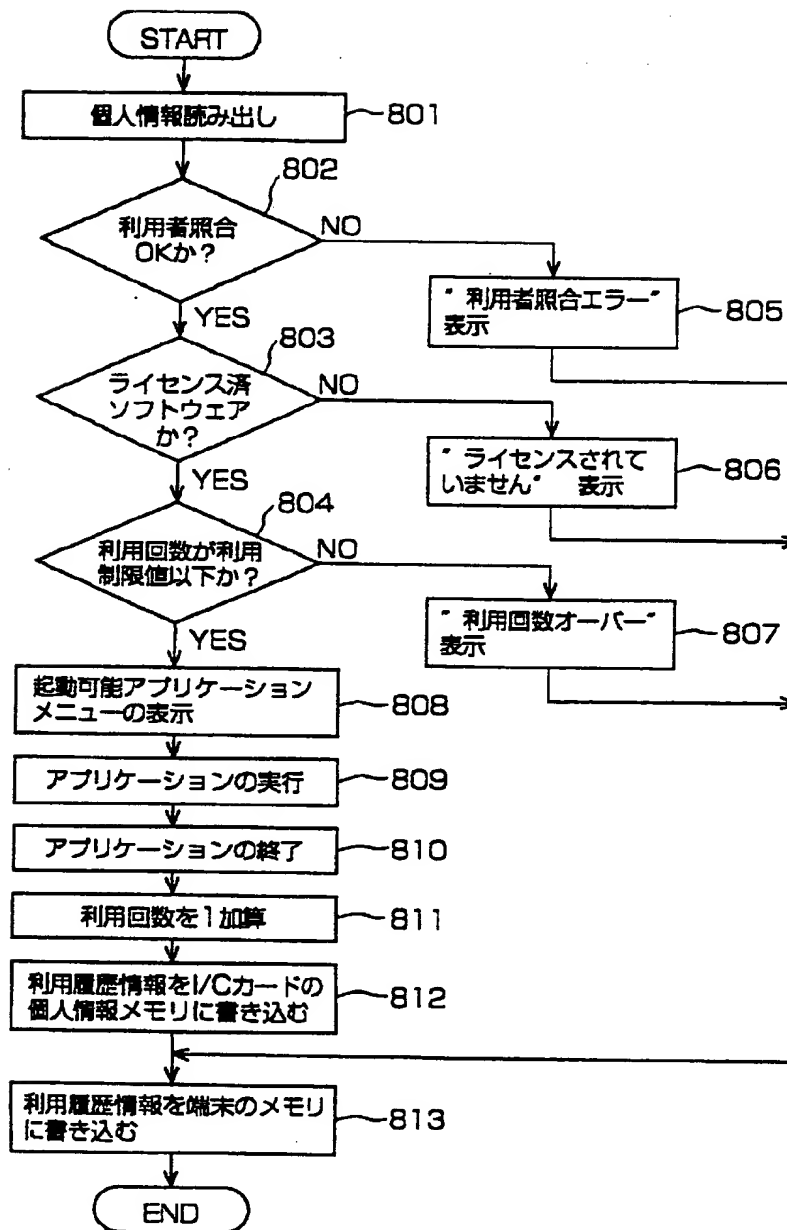 START
個人情報読み出し
801
802
利用者照合
OKか？
NO
YES
" 利用者照合エラー"
表示
805
803
ライセンス済
ソフトウェア
か？
NO
YES
" ライセンスされて
いません" 表示
806
804
利用回数が利用
制限値以下か？
NO
YES
" 利用回数オーバー"
表示
807
起動可能アプリケーション
メニューの表示
808
アプリケーションの実行
809
アプリケーションの終了
810
利用回数を1加算
811
利用履歴情報をI/Cカードの
個人情報メモリに書き込む
812
利用履歴情報を端末のメモリ
に書き込む
813
END